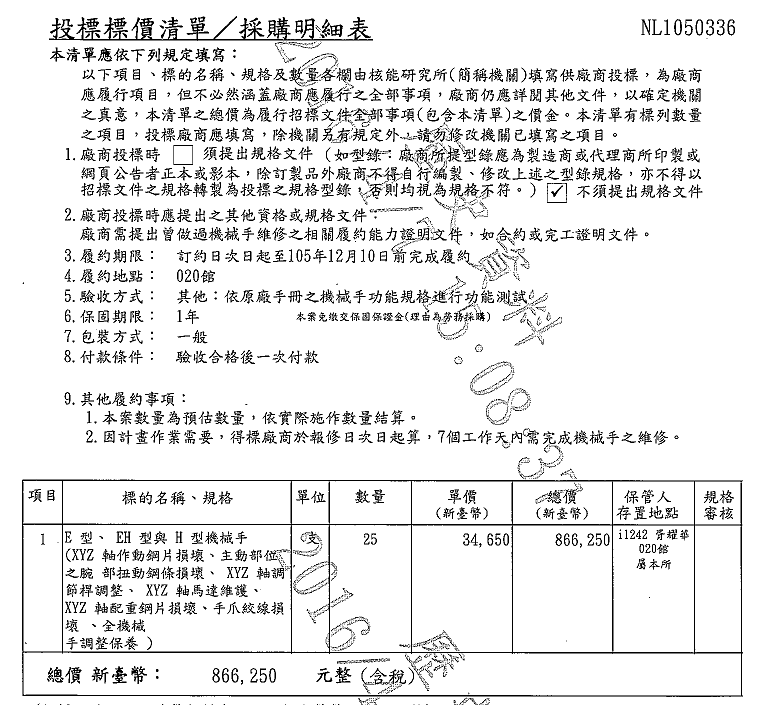 投標標價清單／採購明細表
NL1050336
本清單應依下列規定填寫：
以下項目、標的名稱、規格及數量各欄由核能研究所(簡稱機關)填寫供廠商投標，為廠商
應履行項目，但不必然涵蓋廠商應履行之全部事項，廠商仍應詳閱其他文件，以確定機關
之真意，本清單之總價為履行招標文件全部事項(包含本清單)之價金。本清單有標列數量
之項目，投標廠商應填寫，除機關另有規定外，請勿修改機關已填寫之項目。
1.廠商投標時 □ 須提出規格文件 (如型錄：廠商所提型錄應為製造商或代理商所印製或
網頁公告者正本或影本，除訂製品外廠商不得自行編製、修改上述之型錄規格，亦不得以
招標文件之規格轉製為投標之規格型錄，否則均視為規格不符。) ☑ 不須提出規格文件
2.廠商投標時應提出之其他資格或規格文件：
廠商需提出曾做過機械手維修之相關履約能力證明文件，如合約或完工證明文件。
3.履約期限： 訂約日次日起至105年12月10日前完成履約
4.履約地點： 020館
5.驗收方式： 其他：依原廠手冊之機械手功能規格進行功能測試
6.保固期限： 1年 本案免繳交保固保證金(理由為勞務採購)
7.包裝方式： 一般
8.付款條件： 驗收合格後一次付款
9.其他履約事項：
1.本案數量為預估數量，依實際施作數量結算。
2.因計畫作業需要，得標廠商於報修日次日起算，7個工作天內需完成機械手之維修。
項目 標的名稱、規格 單位 數量 單價 (新臺幣) 總價 (新臺幣) 保管人 存置地點 規格 審核
1 E 型、 EH 型與 H 型機械手 支 25 34,650 866,250 i1242 胥耀華
(XYZ 軸作動鋼片損壞、主動部位 020館
之腕 部扭動鋼條損壞、 XYZ 軸調 屬本所
節桿調整、 XYZ 軸馬達維護、
XYZ 軸配重鋼片損壞、手爪絞線損
壞 、全機械
手調整保養 )
總價 新臺幣： 866,250 元整 (含稅)